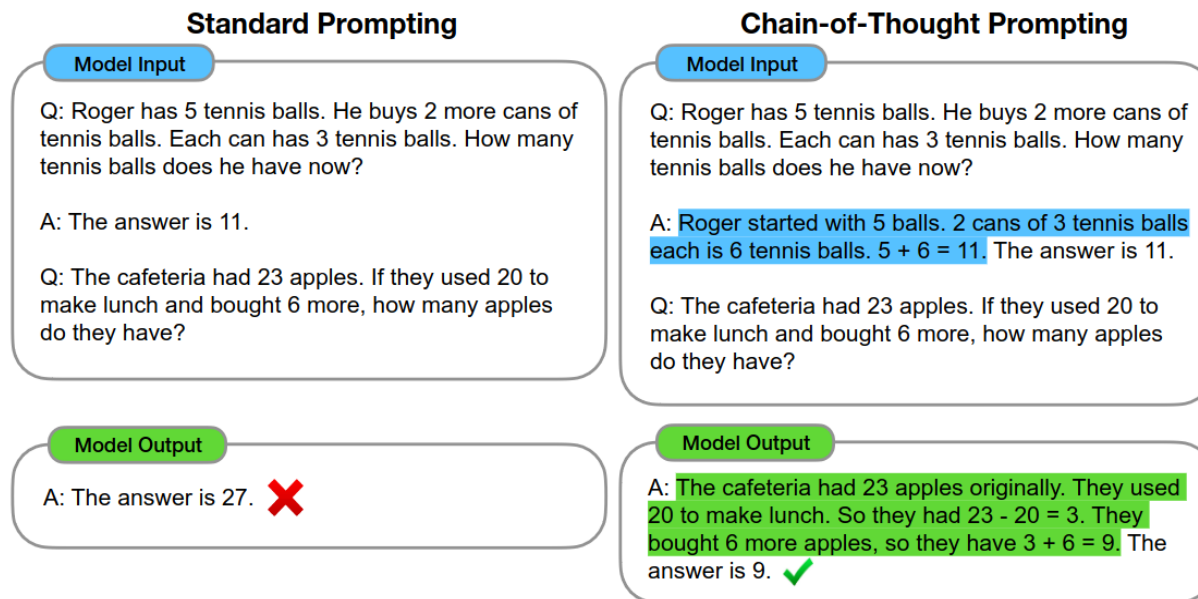 Standard Prompting
Model Input
Q: Roger has 5 tennis balls. He buys 2 more cans of
tennis balls. Each can has 3 tennis balls. How many
tennis balls does he have now?
A: The answer is 11.
Q: The cafeteria had 23 apples. If they used 20 to
make lunch and bought 6 more, how many apples
do they have?
Model Output
A: The answer is 27.
Chain-of-Thought Prompting
Model Input
Q: Roger has 5 tennis balls. He buys 2 more cans of
tennis balls. Each can has 3 tennis balls. How many
tennis balls does he have now?
A: Roger started with 5 balls. 2 cans of 3 tennis balls
each is 6 tennis balls. 5 + 6 = 11. The answer is 11.
Q: The cafeteria had 23 apples. If they used 20 to
make lunch and bought 6 more, how many apples
do they have?
Model Output
A: The cafeteria had 23 apples originally. They used
20 to make lunch. So they had 23 - 20 = 3. They
bought 6 more apples, so they have 3 + 6 = 9. The
answer is 9.